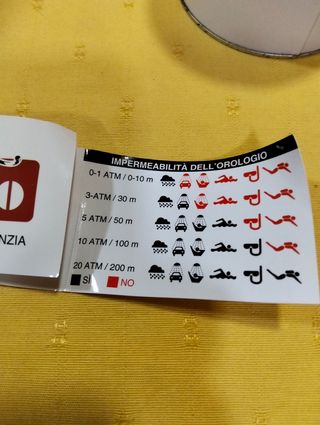 IMPERMEABILITÀ DELL'OROLOGIO
0-1 ATM / 0-10 m
3-ATM / 30 m
5 ATM / 50 m
10 ATM / 100 m
20 ATM / 200 m
SÌ NO
NZIA